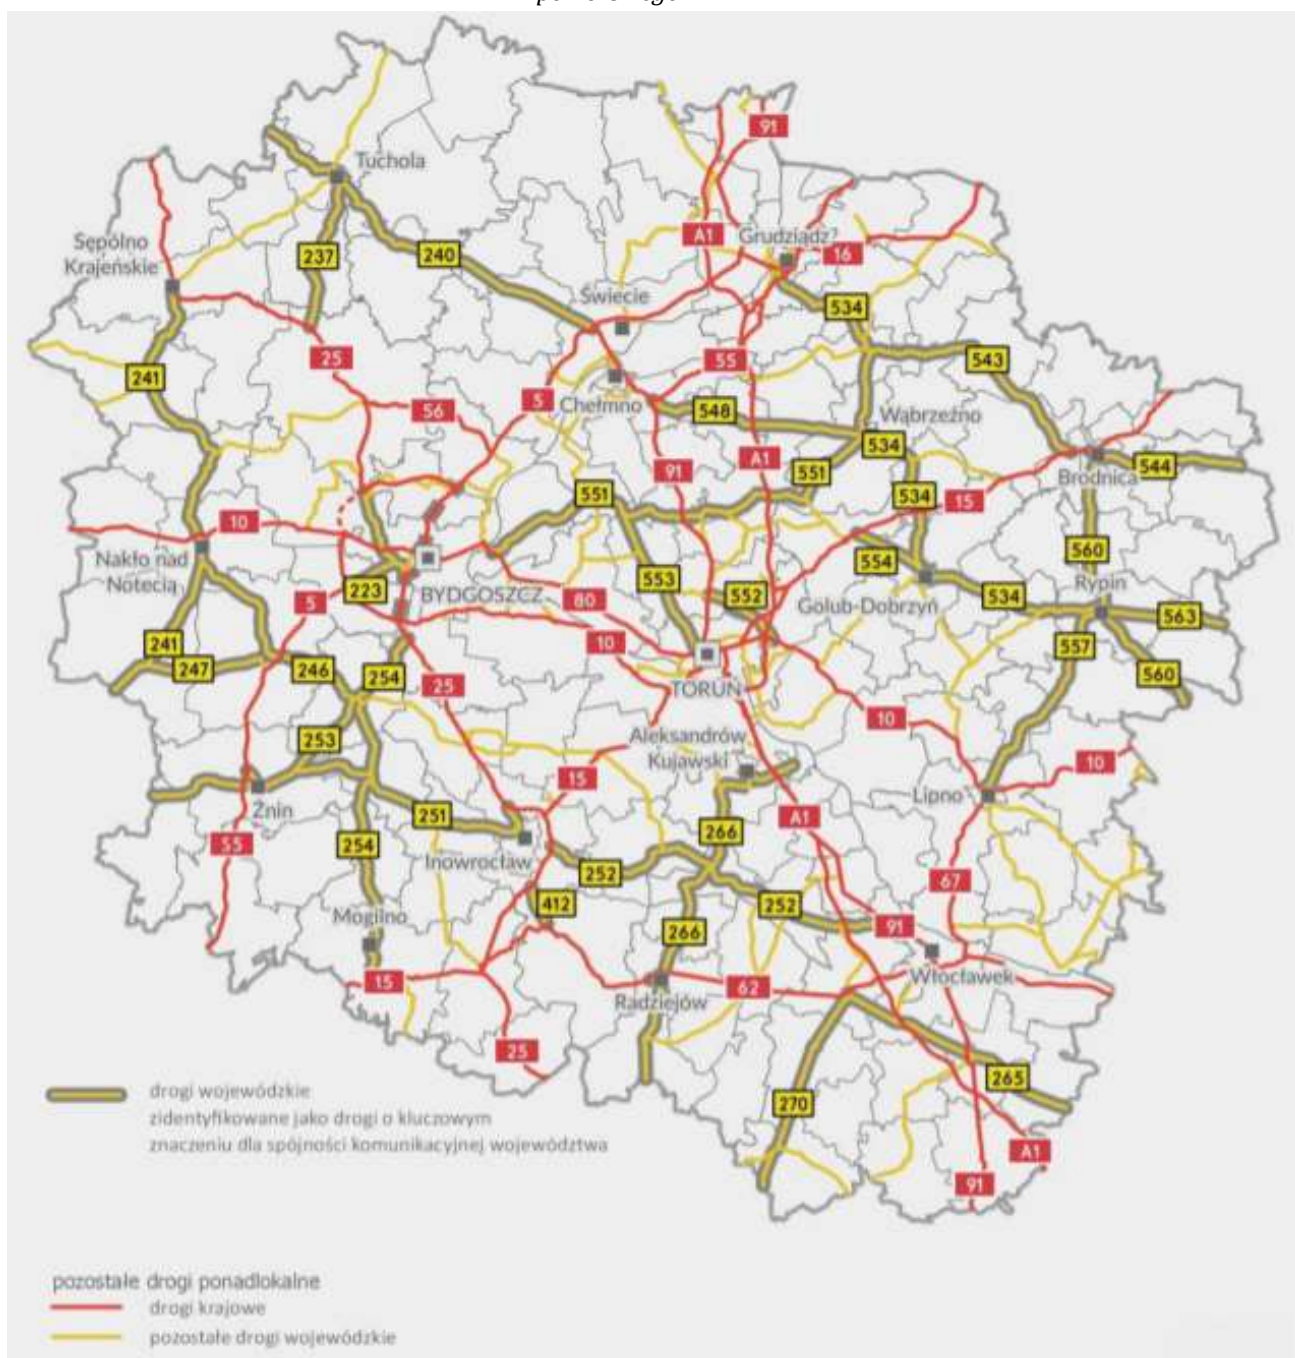 91
Tuchola
A1
Grudziądz
16
Sępólno
Krajeńskie
237
240
Świecie
534
25
55
543
241
56
5
Chełmno
548
Wąbrzeźno
534
91
A1
551
544
Brodnica
551
534
15
10
560
Nakło nad
Notecią
223
5
BYDGOSZCZ
80
553
552
554
Rypin
Golub-Dobrzyń
534
563
241
247
246
254
10
557
560
25
TORUŃ
10
253
Aleksandrów
Kujawski
15
10
Żnin
Lipno
251
266
A1
55
254
Inowrocław
252
67
412
252
Mogilno
266
91
15
62
Włocławek
Radziejów
25
265
270
A1
91
drogi wojewódzkie
zidentyfikowane jako drogi o kluczowym
znaczeniu dla spójności komunikacyjnej województwa
pozostałe drogi ponadlokalne
drogi krajowe
pozostałe drogi wojewódzkie